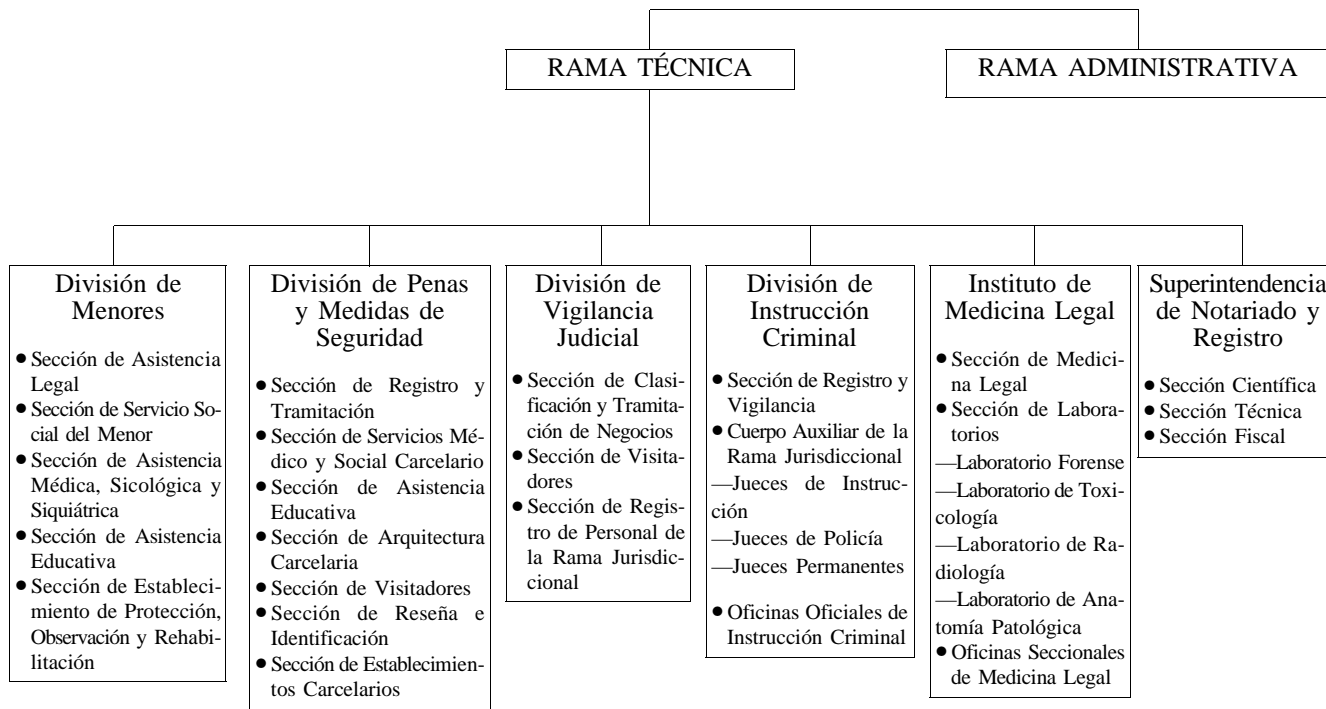 RAMA TÉCNICA
RAMA ADMINISTRATIVA
División de
Menores
● Sección de Asistencia
Legal
● Sección de Servicio So-
cial del Menor
● Sección de Asistencia
Médica, Sicológica y
Siquiátrica
● Sección de Asistencia
Educativa
● Sección de Estableci-
miento de Protección,
Observación y Rehabi-
litación
División de Penas
y Medidas de
Seguridad
● Sección de Registro y
Tramitación
● Sección de Servicios Mé-
dico y Social Carcelario
● Sección de Asistencia
Educativa
● Sección de Arquitectura
Carcelaria
● Sección de Visitadores
● Sección de Reseña e
Identificación
● Sección de Establecimien-
tos Carcelarios
División de
Vigilancia
Judicial
● Sección de Clasi-
ficación y Tramita-
ción de Negocios
● Sección de Visita-
dores
● Sección de Regis-
tro de Personal de
la Rama Jurisdic-
cional
División de
Instrucción
Criminal
● Sección de Registro y
Vigilancia
● Cuerpo Auxiliar de la
Rama Jurisdiccional
—Jueces de Instruc-
ción
—Jueces de Policía
—Jueces Permanentes
● Oficinas Oficiales de
Instrucción Criminal
Instituto de
Medicina Legal
● Sección de Medici-
na Legal
● Sección de Labora-
torios
—Laboratorio Forense
—Laboratorio de Toxi-
cología
—Laboratorio de Ra-
diología
—Laboratorio de Ana-
tomía Patológica
● Oficinas Seccionales
de Medicina Legal
Superintendencia
de Notariado y
Registro
● Sección Científica
● Sección Técnica
● Sección Fiscal